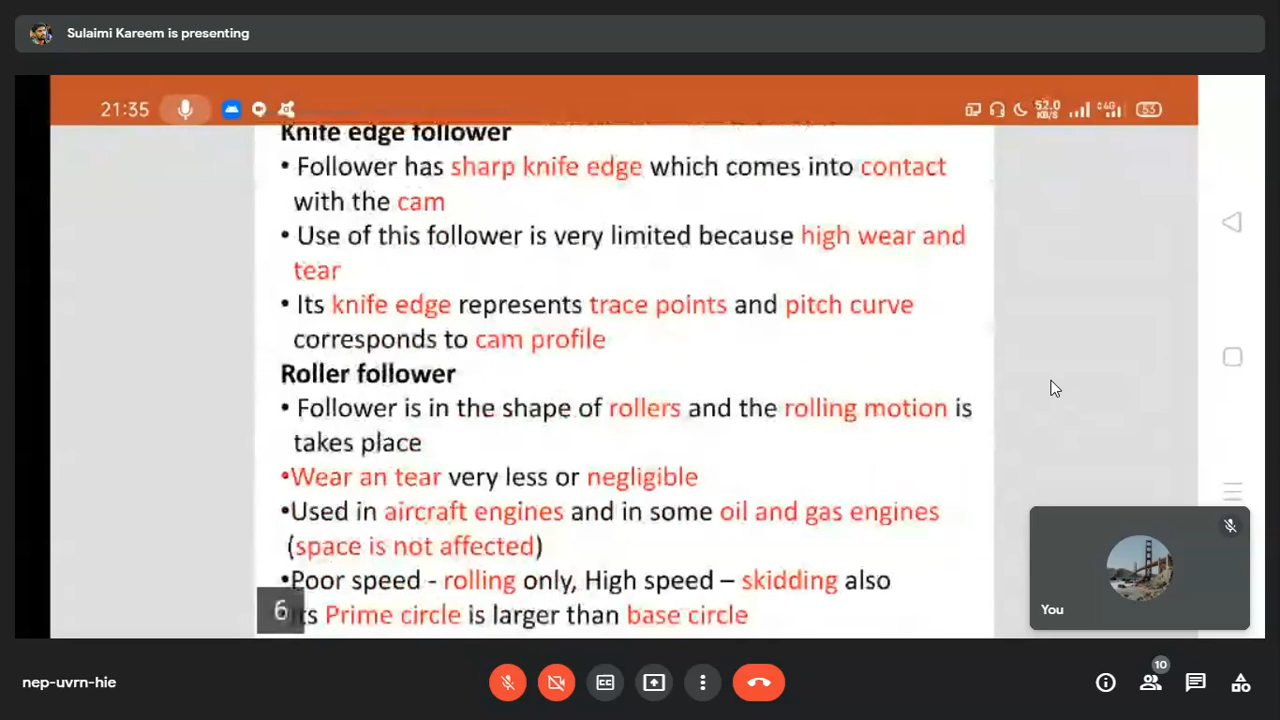 Sulaimi Kareem is presenting
21:35
52.0
KB/S
4G
53
Knife edge follower
• Follower has sharp knife edge which comes into contact
with the cam
• Use of this follower is very limited because high wear and
tear
• Its knife edge represents trace points and pitch curve
corresponds to cam profile
Roller follower
• Follower is in the shape of rollers and the rolling motion is
takes place
•Wear an tear very less or negligible
•Used in aircraft engines and in some oil and gas engines
(space is not affected)
•Poor speed - rolling only, High speed – skidding also
Prime circle is larger than base circle
6
You
nep-uvrn-hie
CC
10